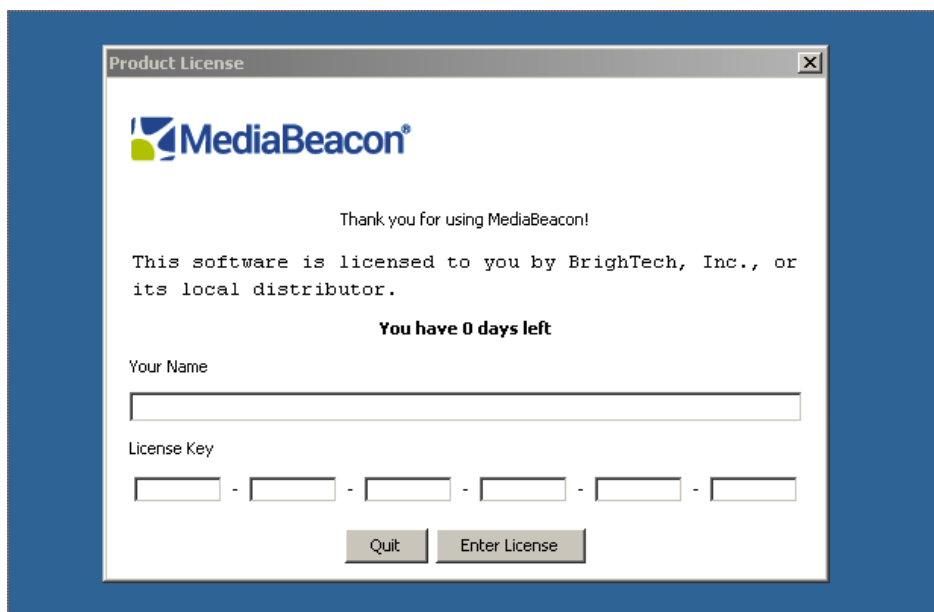 Product License
MediaBeacon®
Thank you for using MediaBeacon!
This software is licensed to you by BrighTech, Inc., or
its local distributor.
You have 0 days left
Your Name
License Key
- - - - -
Quit Enter License